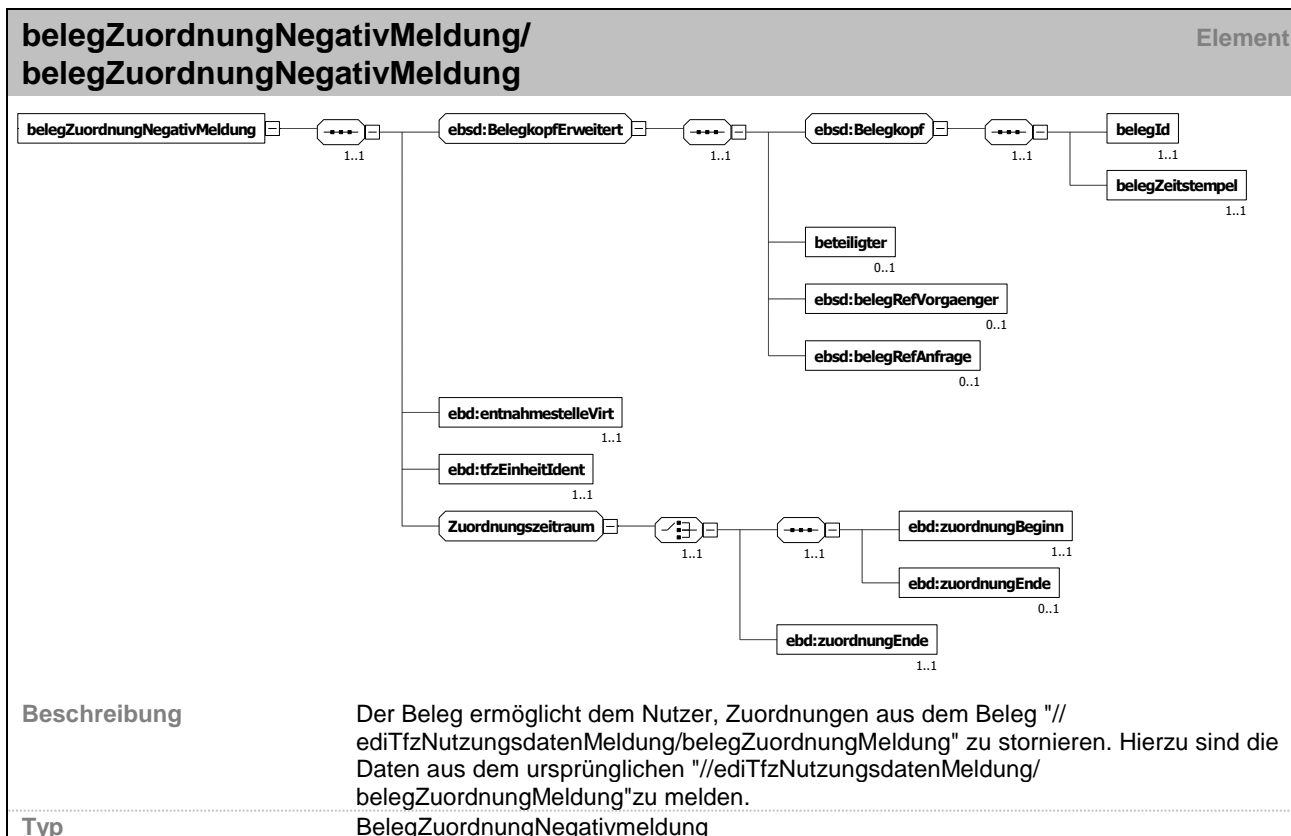 belegZuordnungNegativMeldung/
belegZuordnungNegativMeldung
Element
belegZuordnungNegativMeldung
1..1
ebsd:BelegkopfErweitert
1..1
ebsd:Belegkopf
1..1
belegId
1..1
belegZeitstempel
1..1
beteiligter
0..1
ebsd:belegRefVorgaenger
0..1
ebsd:belegRefAnfrage
0..1
ebd:entnahmestelleVirt
1..1
ebd:tfzEinheitIdent
1..1
Zuordnungszeitraum
1..1
1..1
ebd:zuordnungBeginn
1..1
ebd:zuordnungEnde
0..1
ebd:zuordnungEnde
1..1
Beschreibung
Der Beleg ermöglicht dem Nutzer, Zuordnungen aus dem Beleg "//
ediTfzNutzungsdatenMeldung/belegZuordnungMeldung" zu stornieren. Hierzu sind die
Daten aus dem ursprünglichen "//ediTfzNutzungsdatenMeldung/
belegZuordnungMeldung"zu melden.
Typ
BelegZuordnungNegativmeldung